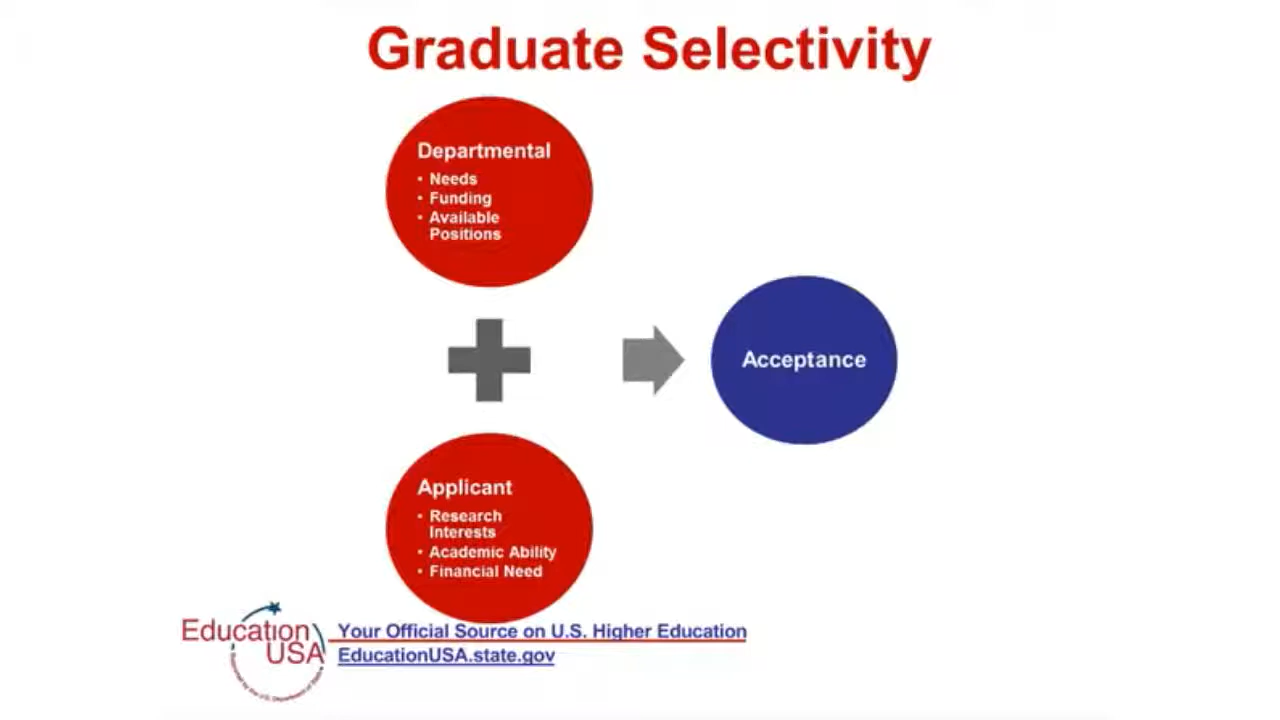 Graduate Selectivity
Departmental
• Needs
• Funding
• Available
Positions
Acceptance
Applicant
• Research
Interests
• Academic Ability
• Financial Need
Education
USA
Your Official Source on U.S. Higher Education
EducationUSA.state.gov